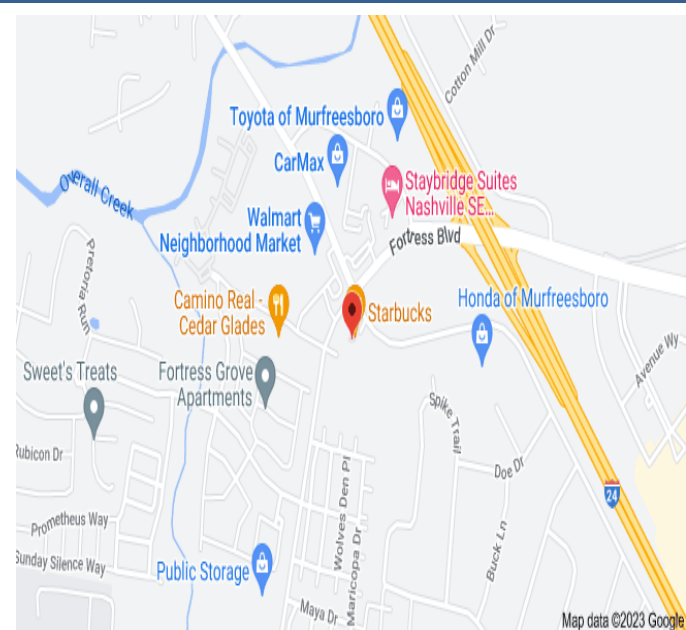 Cotton Mill Dr
Toyota of Murfreesboro
CarMax
Overall Creek
Staybridge Suites
Nashville SE...
Walmart
Neighborhood Market
Fortress Blvd
Gretoria Run
Camino Real -
Cedar Glades
Starbucks
Honda of Murfreesboro
Avenue Wy
Sweet's Treats
Fortress Grove
Apartments
Spike Trail
Rubicon Dr
Doe Dr
Wolves Den Pl
24
Prometheus Way
Maricopa Dr
Buck Ln
Sunday Silence Way
Public Storage
Maya Dr
Map data ©2023 Google